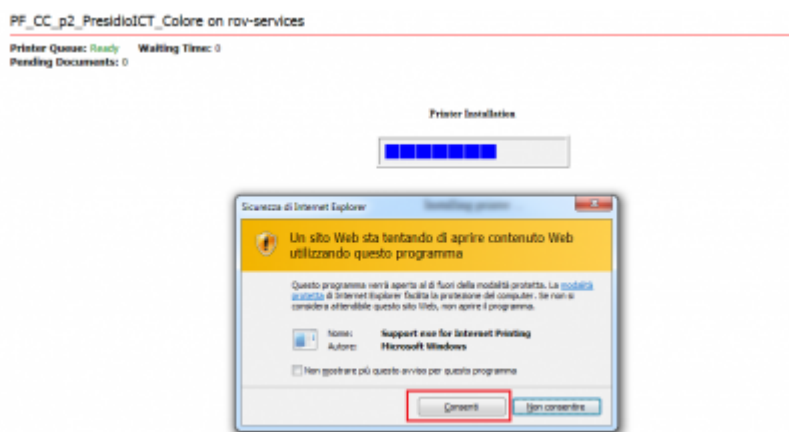 PF_CC_p2_PresidioICT_Colore on rov-services
Printer Queue: Ready Waiting Time: 0
Pending Documents: 0
Printer Installation
Sicurezza di Internet Explorer
Installing printer ...
Un sito Web sta tentando di aprire contenuto Web
utilizzando questo programma
Questo programma verrà aperto al di fuori della modalità protetta. La modalità
protetta di Internet Explorer facilita la protezione del computer. Se non si
considera attendibile questo sito Web, non aprire il programma.
Nome: Support exe for Internet Printing
Autore: Microsoft Windows
Non mostrare più questo avviso per questo programma
Consenti Non consentire